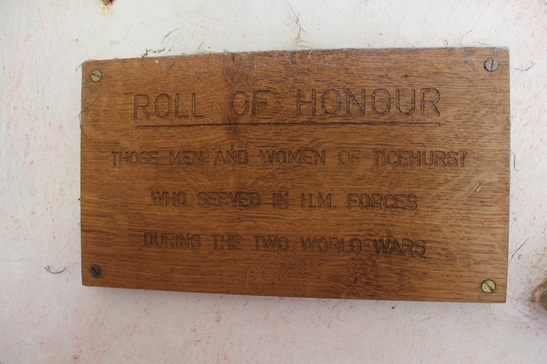 ROLL OF HONOUR
THOSE MEN AND WOMEN OF TICEHURST
WHO SERVED IN H.M. FORCES
DURING THE TWO WORLD WARS